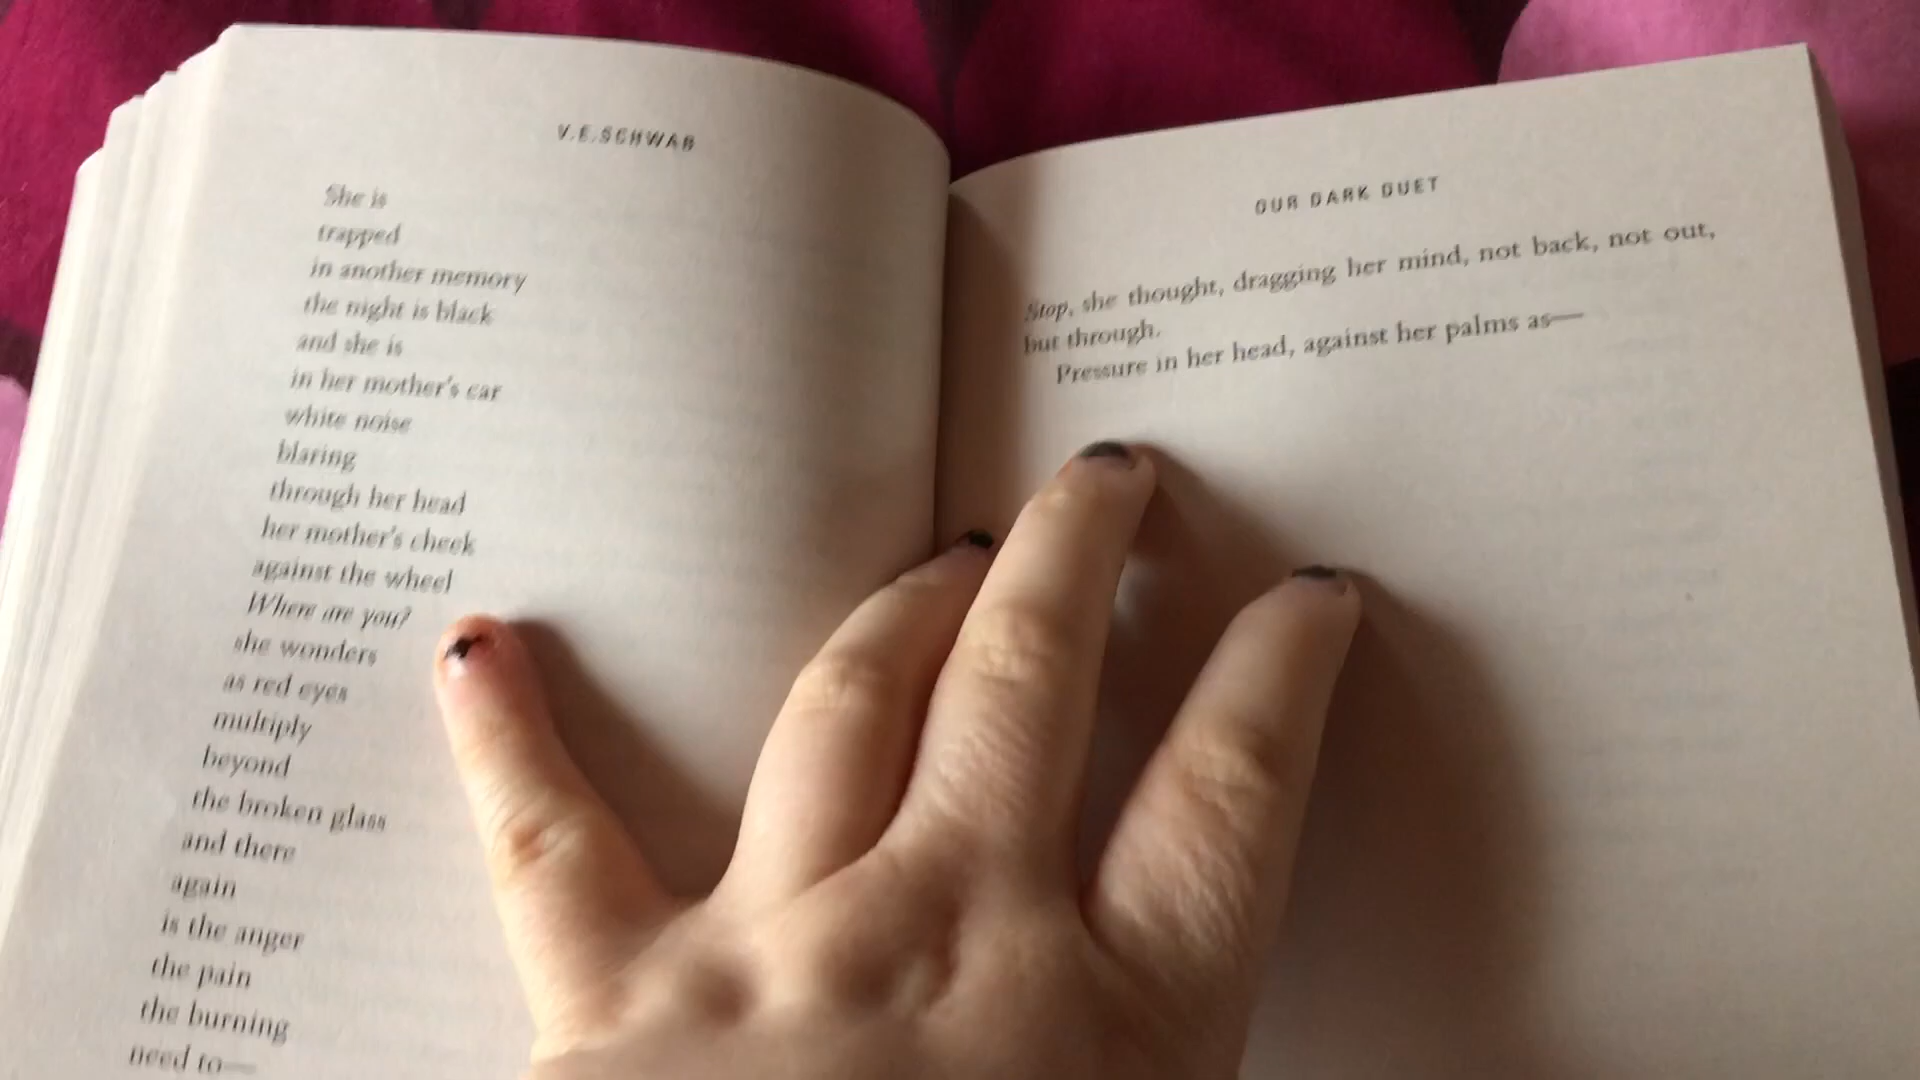 V.E.SCHWAB
She is
trapped
in another memory
the night is black
and she is
in her mother's car
white noise
blaring
through her head
her mother's cheek
against the wheel
Where are you?
she wonders
as red eyes
multiply
beyond
the broken glass
and there
again
is the anger
the pain
the burning
need to—
OUR DARK DUET
Stop, she thought, dragging her mind, not back, not out,
but through.
Pressure in her head, against her palms as—